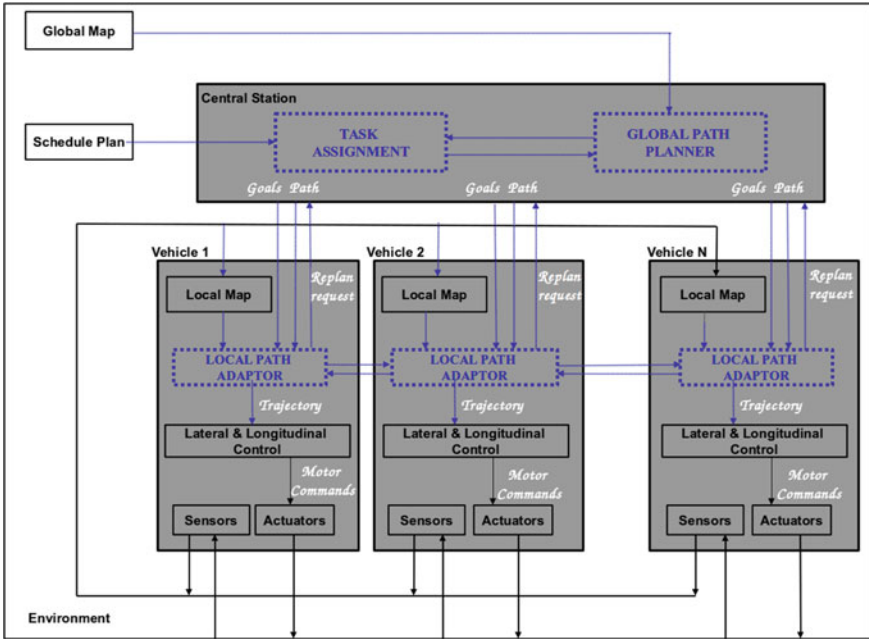 Global Map
Central Station
Schedule Plan
TASK
ASSIGNMENT
GLOBAL PATH
PLANNER
Goals Path
Goals Path
Goals Path
Vehicle 1
Vehicle 2
Vehicle N
Local Map
Replan
request
Local Map
Replan
request
Local Map
Replan
request
LOCAL PATH
ADAPTOR
LOCAL PATH
ADAPTOR
LOCAL PATH
ADAPTOR
Trajectory
Trajectory
Trajectory
Lateral & Longitudinal
Control
Lateral & Longitudinal
Control
Lateral & Longitudinal
Control
Motor
Commands
Motor
Commands
Motor
Commands
Sensors
Actuators
Sensors
Actuators
Sensors
Actuators
Environment